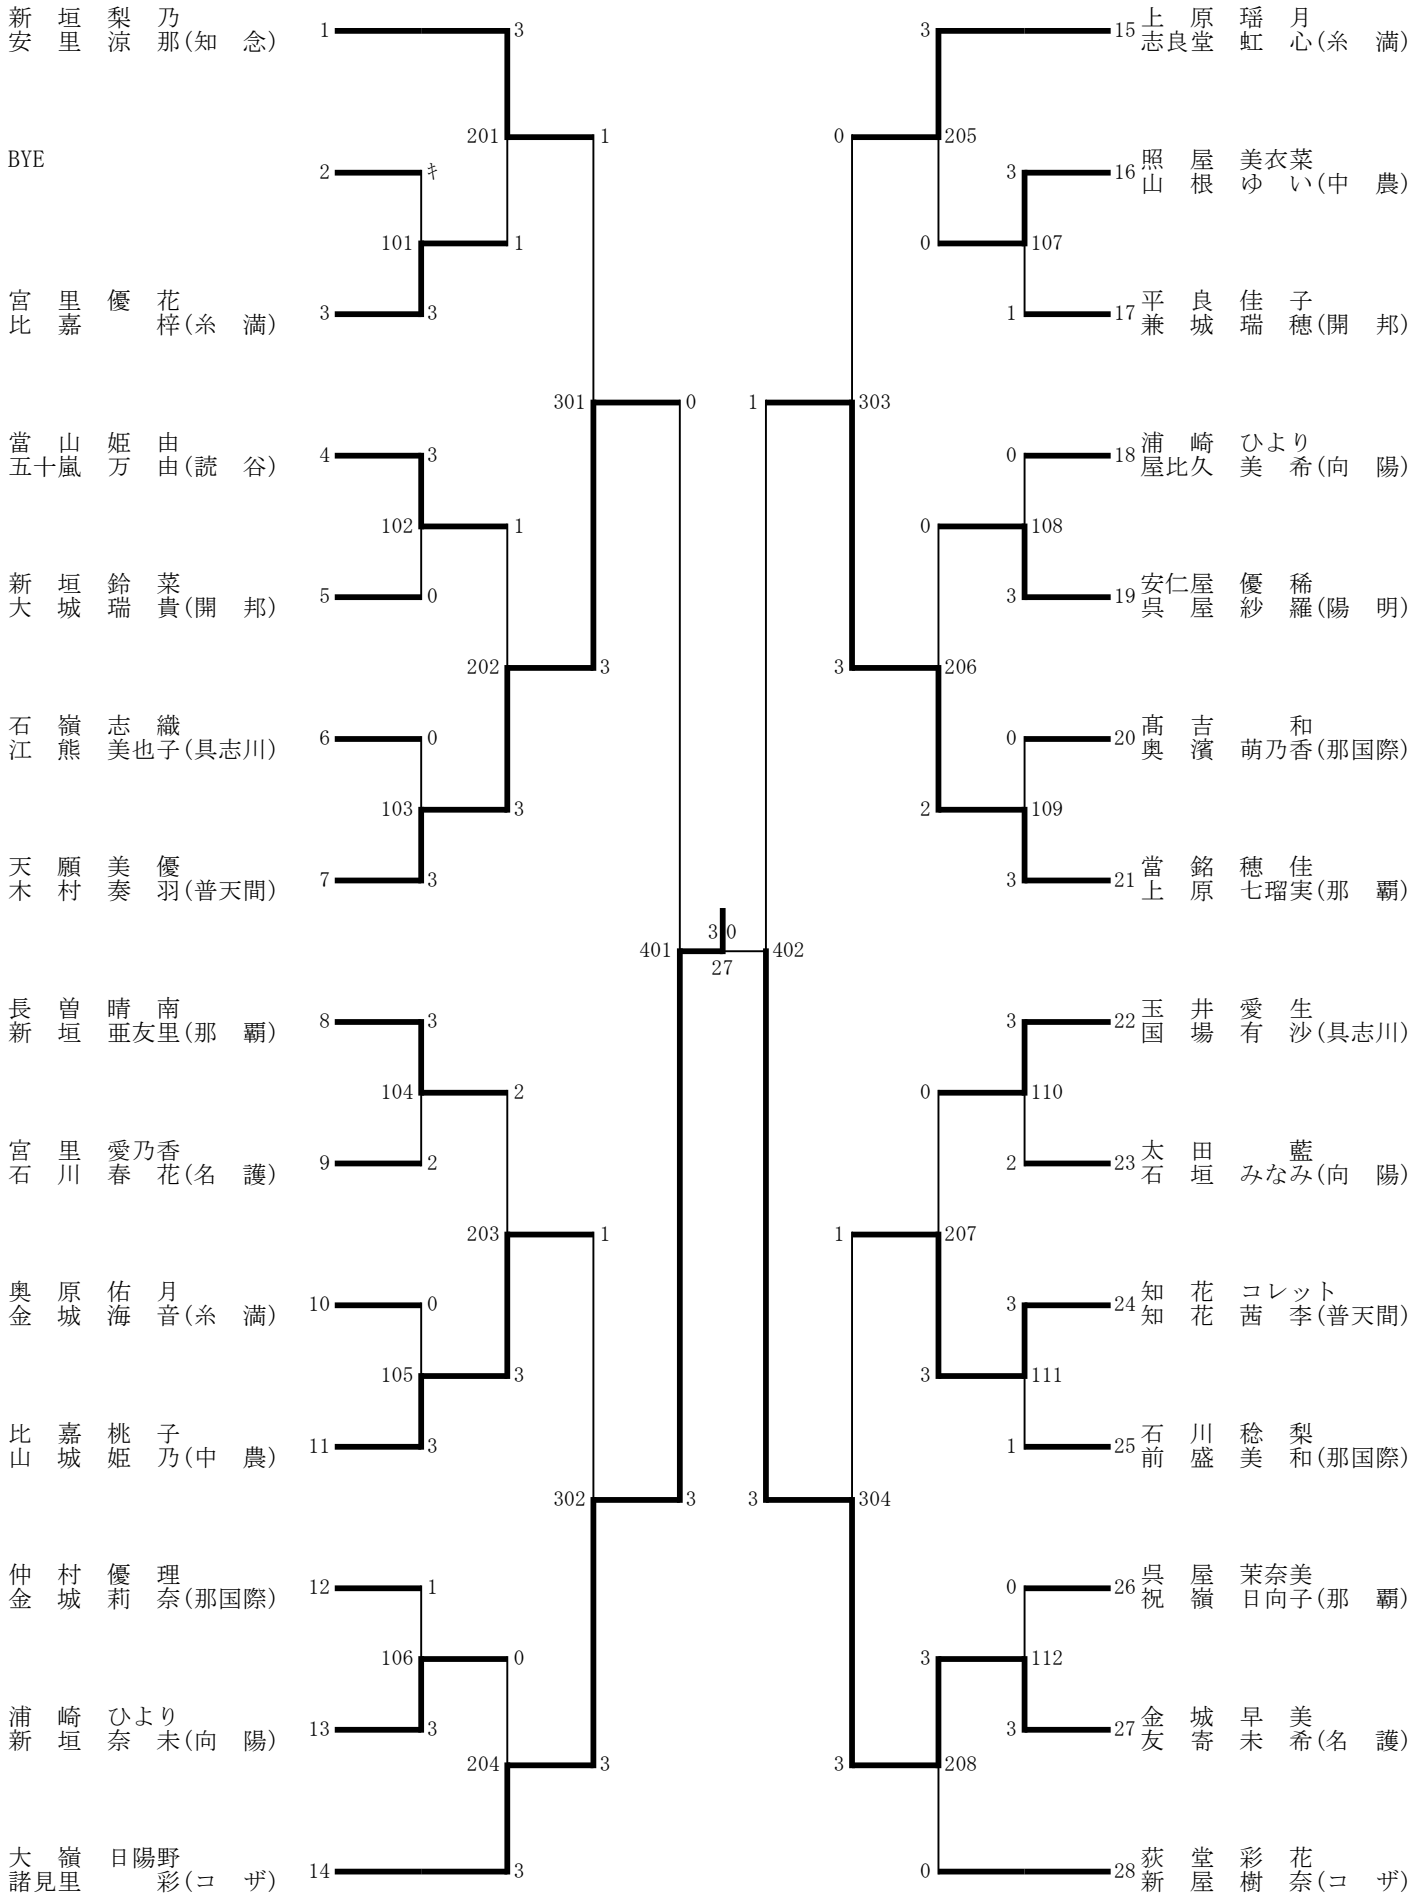 新　垣　梨　乃
安　里　涼　那(知　念)
1
3
BYE
2
ｷ
201
1
101
1
宮　里　優　花
比　嘉　　　梓(糸　満)
3
3
301
0
當　山　姫　由
五十嵐　万　由(読　谷)
4
3
102
1
新　垣　鈴　菜
大　城　瑞　貴(開　邦)
5
0
202
3
石　嶺　志　織
江　熊　美也子(具志川)
6
0
103
3
天　願　美　優
木　村　奏　羽(普天間)
7
3
401
3 0
27
402
長　曽　晴　南
新　垣　亜友里(那　覇)
8
3
104
2
宮　里　愛乃香
石　川　春　花(名　護)
9
2
203
1
奥　原　佑　月
金　城　海　音(糸　満)
10
0
105
3
比　嘉　桃　子
山　城　姫　乃(中　農)
11
3
302
3
仲　村　優　理
金　城　莉　奈(那国際)
12
1
106
0
浦　崎　ひより
新　垣　奈　未(向　陽)
13
3
204
3
大　嶺　日陽野
諸見里　　　彩(コ　ザ)
14
3
3
15
上　原　瑶　月
志良堂　虹　心(糸　満)
0
205
3
16
照　屋　美衣菜
山　根　ゆ　い(中　農)
0
107
1
17
平　良　佳　子
兼　城　瑞　穂(開　邦)
1
303
0
18
浦　崎　ひより
屋比久　美　希(向　陽)
0
108
3
19
安仁屋　優　稀
呉　屋　紗　羅(陽　明)
3
206
0
20
髙　吉　　　和
奥　濱　萌乃香(那国際)
2
109
3
21
當　銘　穂　佳
上　原　七瑠実(那　覇)
3
22
玉　井　愛　生
国　場　有　沙(具志川)
0
110
2
23
太　田　　　藍
石　垣　みなみ(向　陽)
1
207
3
24
知　花　コレット
知　花　茜　李(普天間)
3
111
1
25
石　川　稔　梨
前　盛　美　和(那国際)
3
304
0
26
呉　屋　茉奈美
祝　嶺　日向子(那　覇)
3
112
3
27
金　城　早　美
友　寄　未　希(名　護)
3
208
0
28
荻　堂　彩　花
新　屋　樹　奈(コ　ザ)